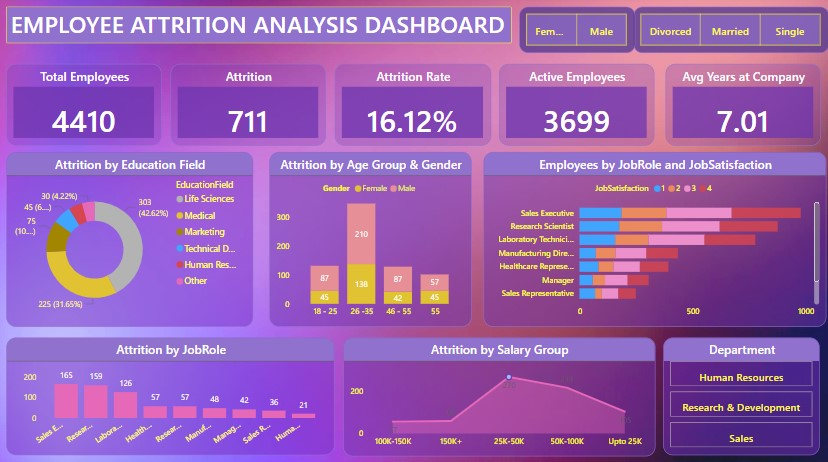 EMPLOYEE ATTRITION ANALYSIS DASHBOARD
Fem...
Male
Divorced
Married
Single
Total Employees
4410
Attrition
711
Attrition Rate
16.12%
Active Employees
3699
Avg Years at Company
7.01
Attrition by Education Field
30 (4.22%)
45 (6....)
75
(10....)
303
(42.62%)
225 (31.65%)
EducationField
Life Sciences
Medical
Marketing
Technical D...
Human Res...
Other
Attrition by Age Group & Gender
Gender Female Male
300
200
100
0
87
45
210
138
87
42
57
45
18 - 25
26 -35
46 - 55
55
Employees by JobRole and JobSatisfaction
JobSatisfaction 1 2 3 4
Sales Executive
Research Scientist
Laboratory Technici...
Manufacturing Dire...
Healthcare Represe...
Manager
Sales Representative
0
500
1000
Attrition by JobRole
200
100
0
165
159
126
57
57
48
42
36
21
Sales E...
Resear...
Labora...
Health...
Resear...
Manuf...
Manag...
Sales R...
Huma...
Attrition by Salary Group
200
0
100K-150K
150K+
25K-50K
50K-100K
Upto 25K
Department
Human Resources
Research & Development
Sales